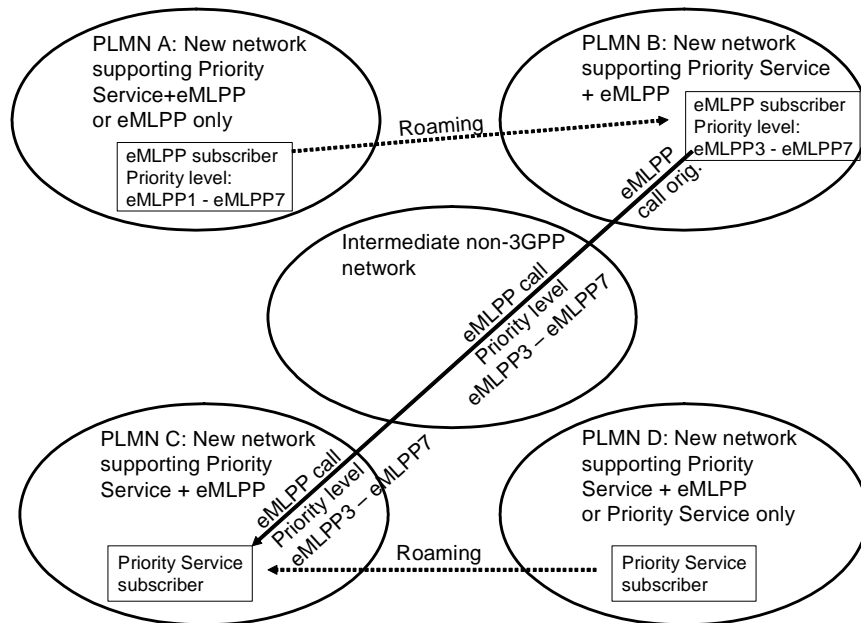 PLMN A: New network
supporting Priority
Service+eMLPP
or eMLPP only
eMLPP subscriber
Priority level:
eMLPP1 - eMLPP7
Roaming
PLMN B: New network
supporting Priority Service
+ eMLPP
eMLPP subscriber
Priority level:
eMLPP3 - eMLPP7
eMLPP
call orig.
Intermediate non-3GPP
network
eMLPP call
Priority level
eMLPP3 – eMLPP7
PLMN C: New network
supporting Priority
Service + eMLPP
eMLPP call
Priority level
eMLPP3 – eMLPP7
Priority Service
subscriber
Roaming
PLMN D: New network
supporting Priority
Service + eMLPP
or Priority Service only
Priority Service
subscriber